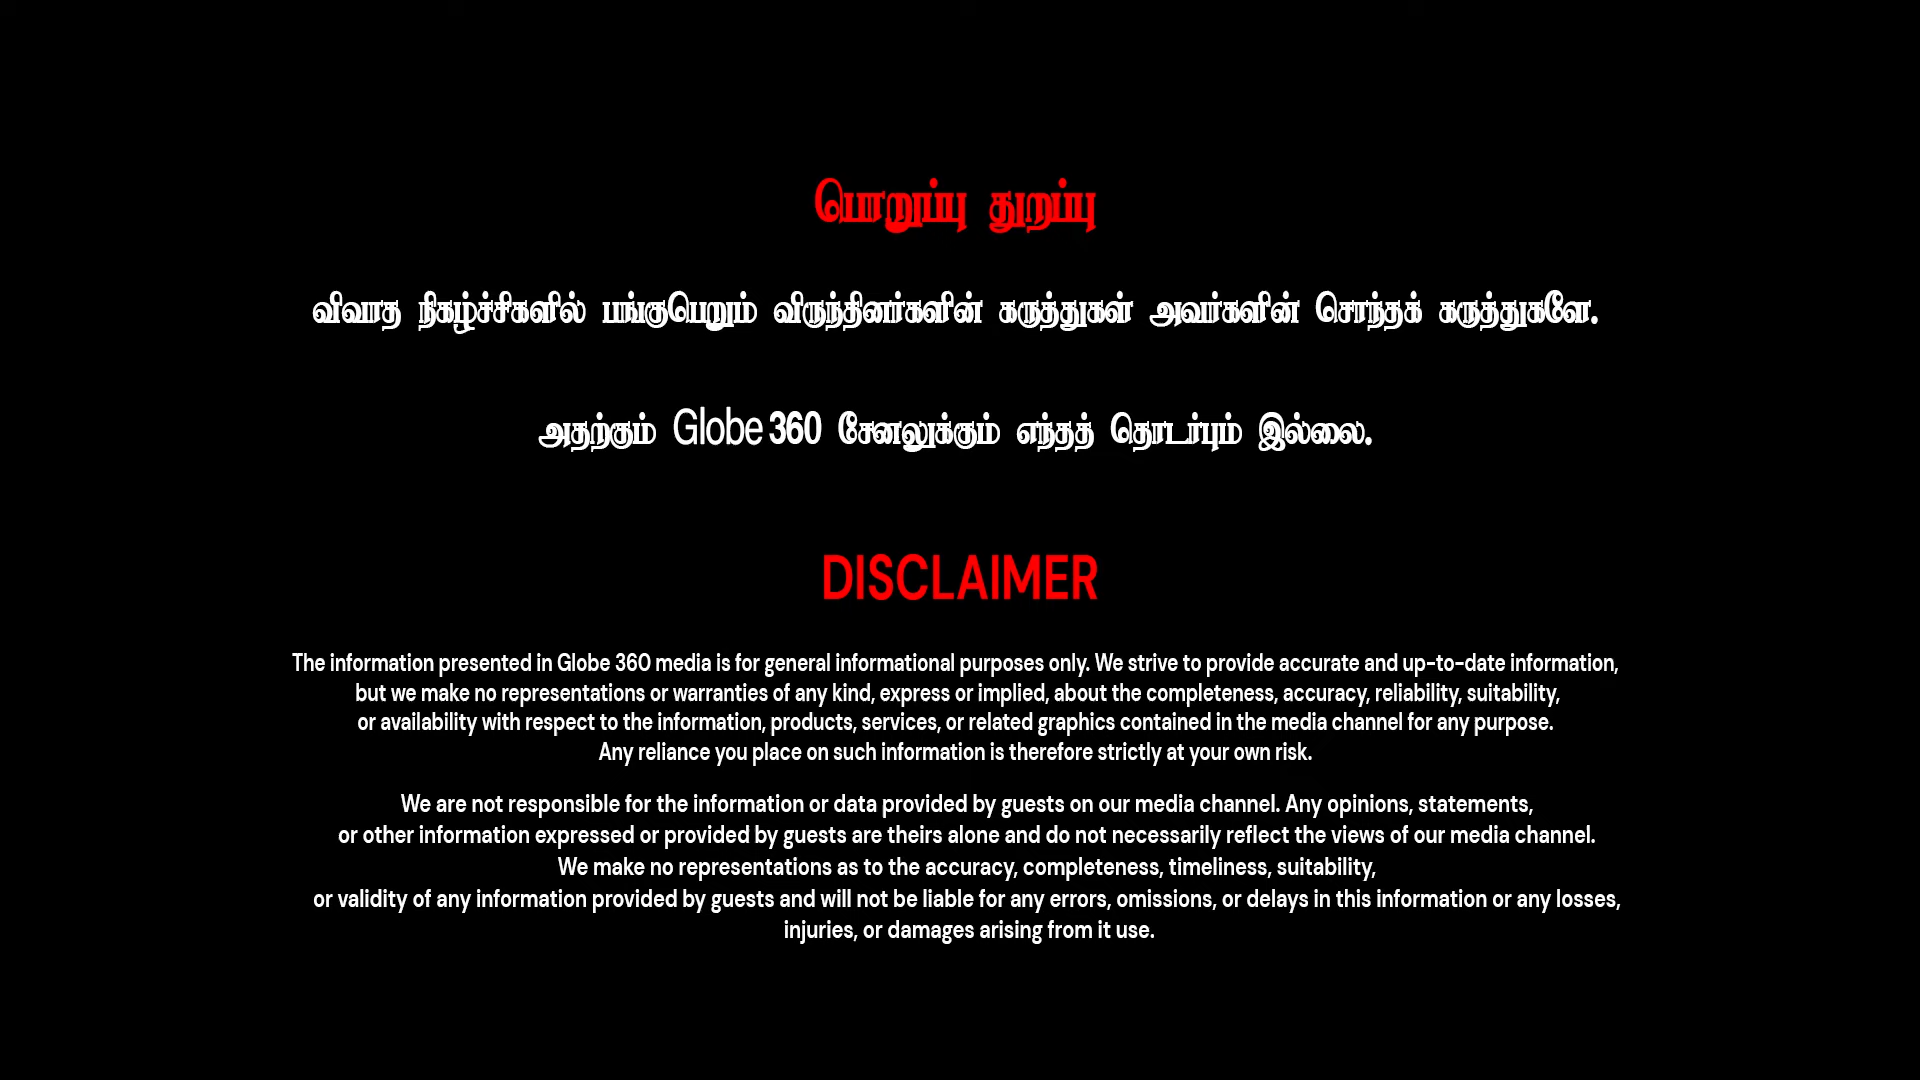 பொறுப்பு துறப்பு
விவாத நிகழ்ச்சிகளில் பங்குபெறும் விருந்தினர்களின் கருத்துகள் அவர்களின் சொந்தக் கருத்துகளே.
அதற்கும் Globe 360 சேனலுக்கும் எந்தத் தொடர்பும் இல்லை.
DISCLAIMER
The information presented in Globe 360 media is for general informational purposes only. We strive to provide accurate and up-to-date information,
but we make no representations or warranties of any kind, express or implied, about the completeness, accuracy, reliability, suitability,
or availability with respect to the information, products, services, or related graphics contained in the media channel for any purpose.
Any reliance you place on such information is therefore strictly at your own risk.
We are not responsible for the information or data provided by guests on our media channel. Any opinions, statements,
or other information expressed or provided by guests are theirs alone and do not necessarily reflect the views of our media channel.
We make no representations as to the accuracy, completeness, timeliness, suitability,
or validity of any information provided by guests and will not be liable for any errors, omissions, or delays in this information or any losses,
injuries, or damages arising from it use.